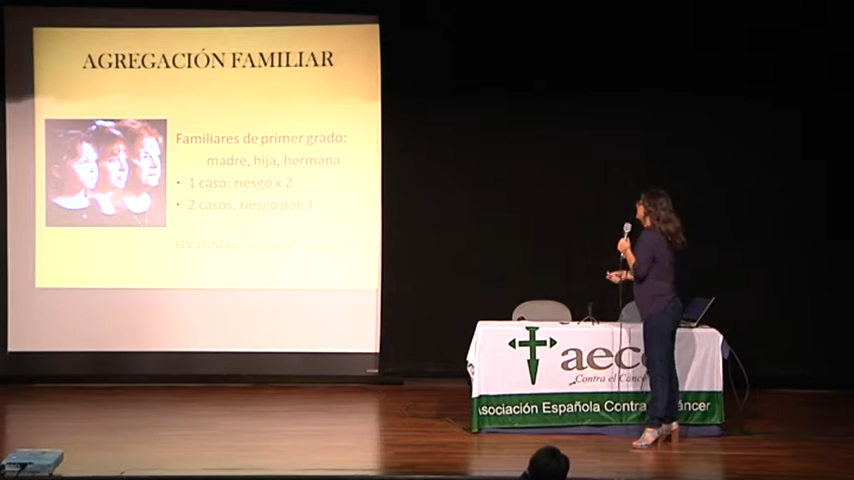 AGREGACIÓN FAMILIAR
Familiares de primer grado:
madre, hija, hermana
• 1 caso: riesgo x 2
• 2 casos, riesgo por 3
REVISIONES
aecc
Contra el Cáncer
Asociación Española Contra Cáncer